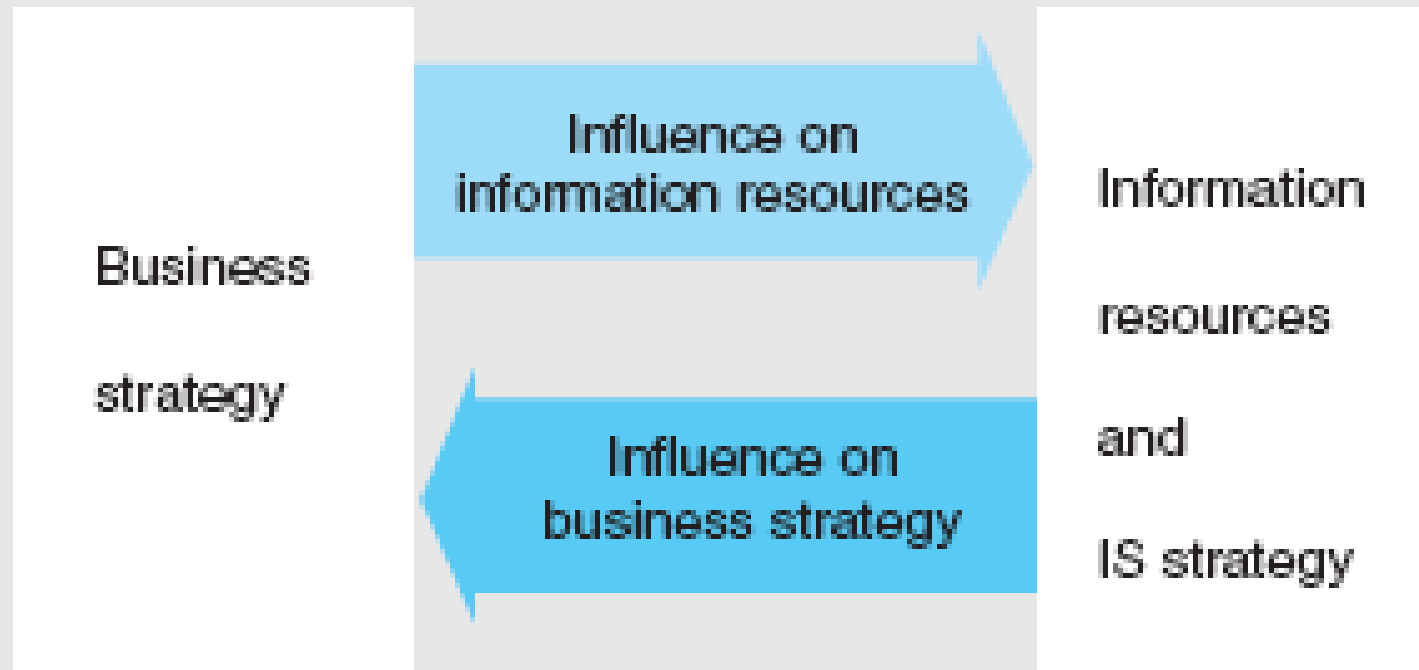 Business
strategy
Influence on
information resources
Influence on
business strategy
Information
resources
and
IS strategy